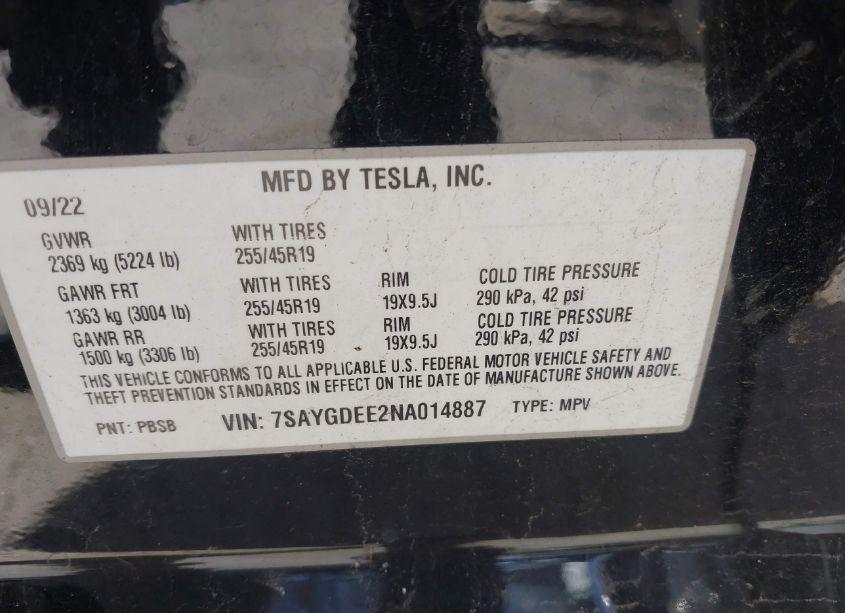 MFD BY TESLA, INC.
09/22
GVWR WITH TIRES
2369 kg (5224 lb) 255/45R19
GAWR FRT WITH TIRES RIM COLD TIRE PRESSURE
1363 kg (3004 lb) 255/45R19 19X9.5J 290 kPa, 42 psi
GAWR RR WITH TIRES RIM COLD TIRE PRESSURE
1500 kg (3306 lb) 255/45R19 19X9.5J 290 kPa, 42 psi
THIS VEHICLE CONFORMS TO ALL APPLICABLE U.S. FEDERAL MOTOR VEHICLE SAFETY AND
THEFT PREVENTION STANDARDS IN EFFECT ON THE DATE OF MANUFACTURE SHOWN ABOVE.
PNT: PBSB VIN: 7SAYGDEE2NA014887 TYPE: MPV